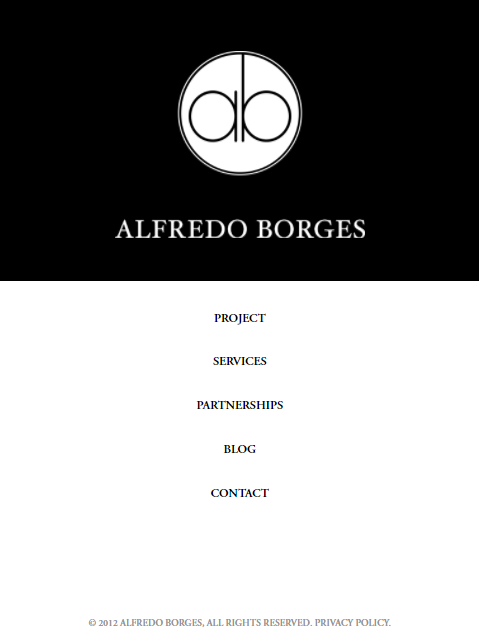 ab
ALFREDO BORGES
PROJECT
SERVICES
PARTNERSHIPS
BLOG
CONTACT
© 2012 ALFREDO BORGES, ALL RIGHTS RESERVED. PRIVACY POLICY.